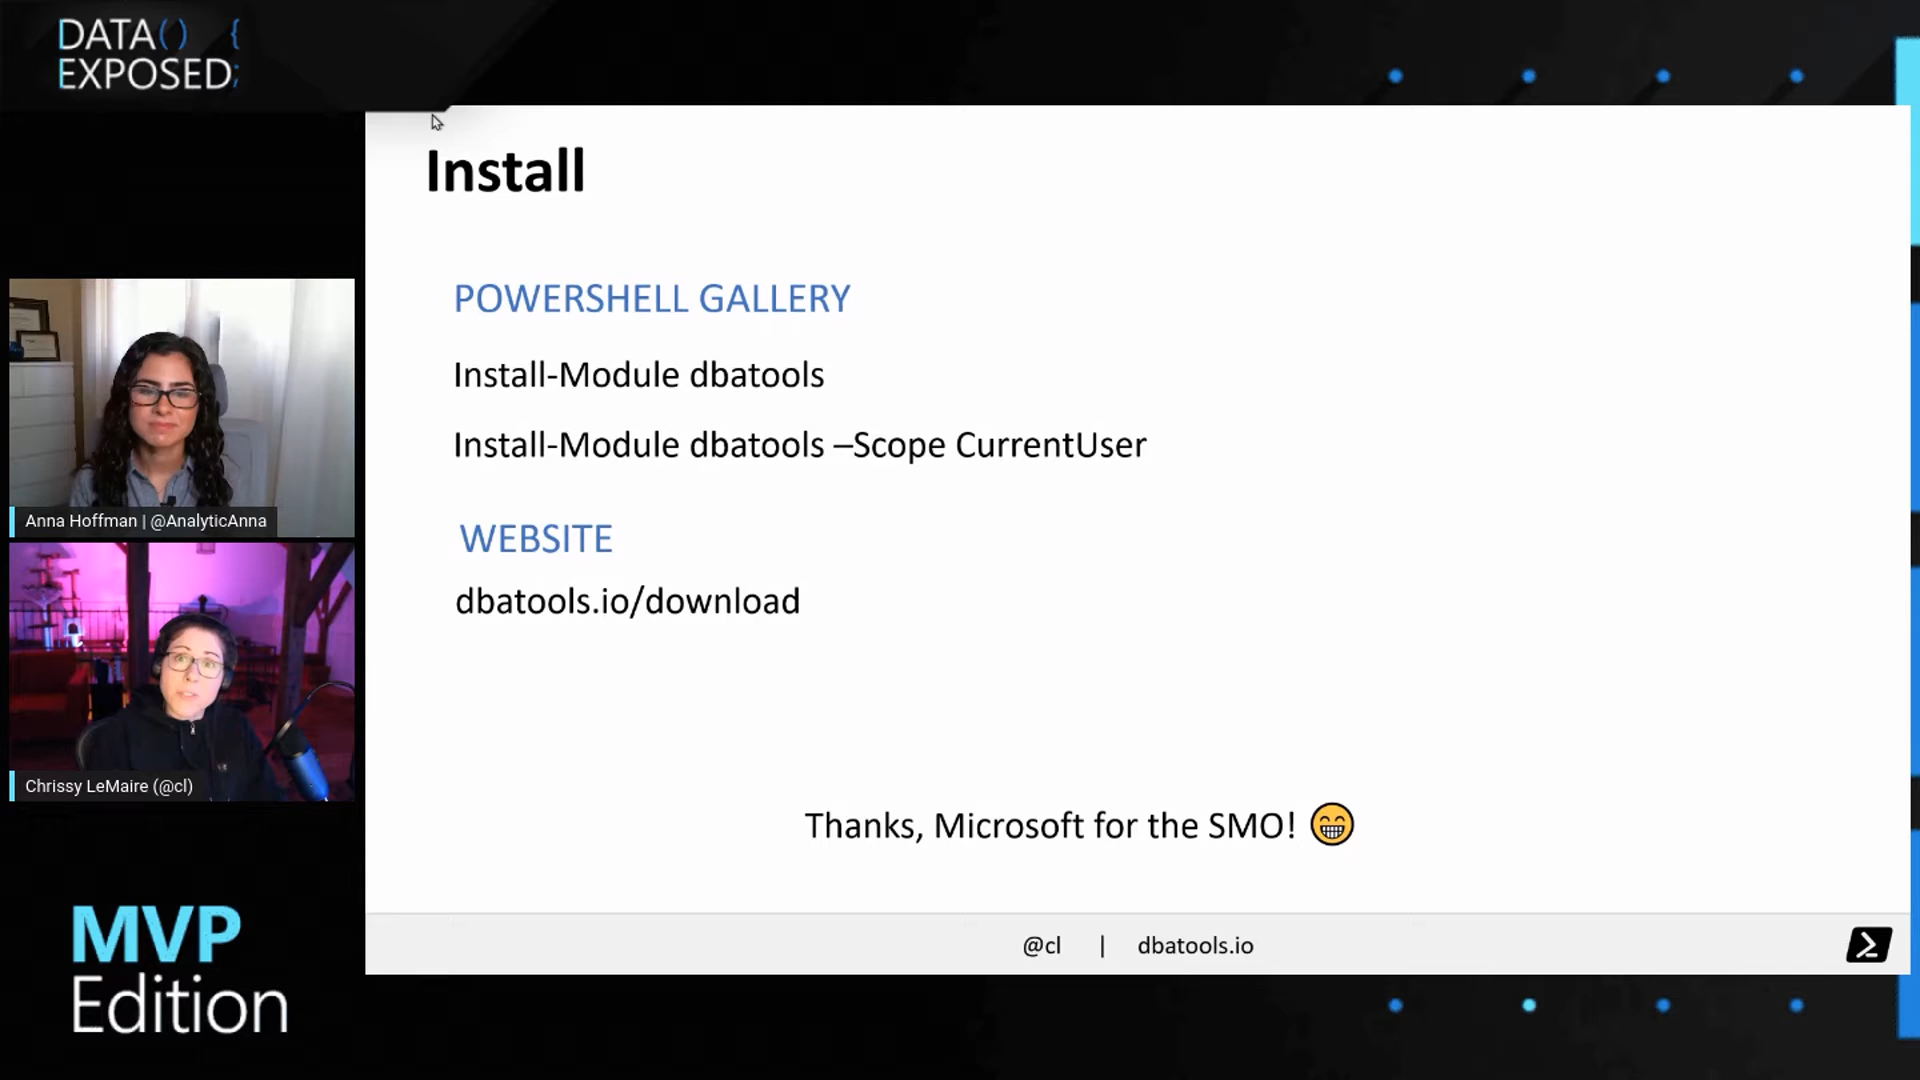 DATA() {
EXPOSED;
Install
POWERSHELL GALLERY
Install-Module dbatools
Install-Module dbatools –Scope CurrentUser
WEBSITE
dbatools.io/download
Thanks, Microsoft for the SMO! 😁
@cl | dbatools.io
Anna Hoffman | @AnalyticAnna
Chrissy LeMaire (@cl)
MVP
Edition